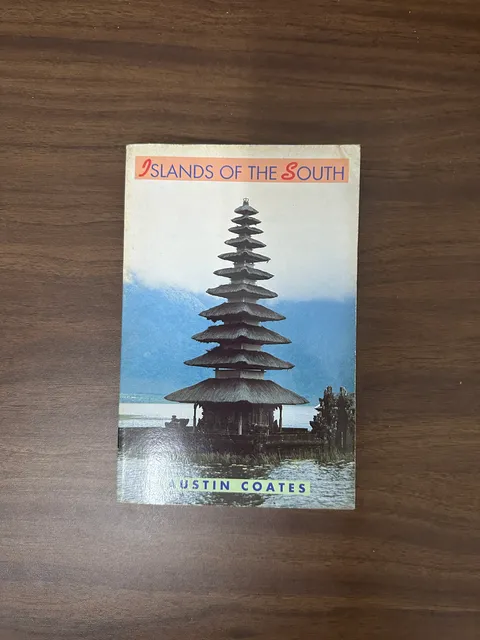 ISLANDS OF THE SOUTH
AUSTIN COATES